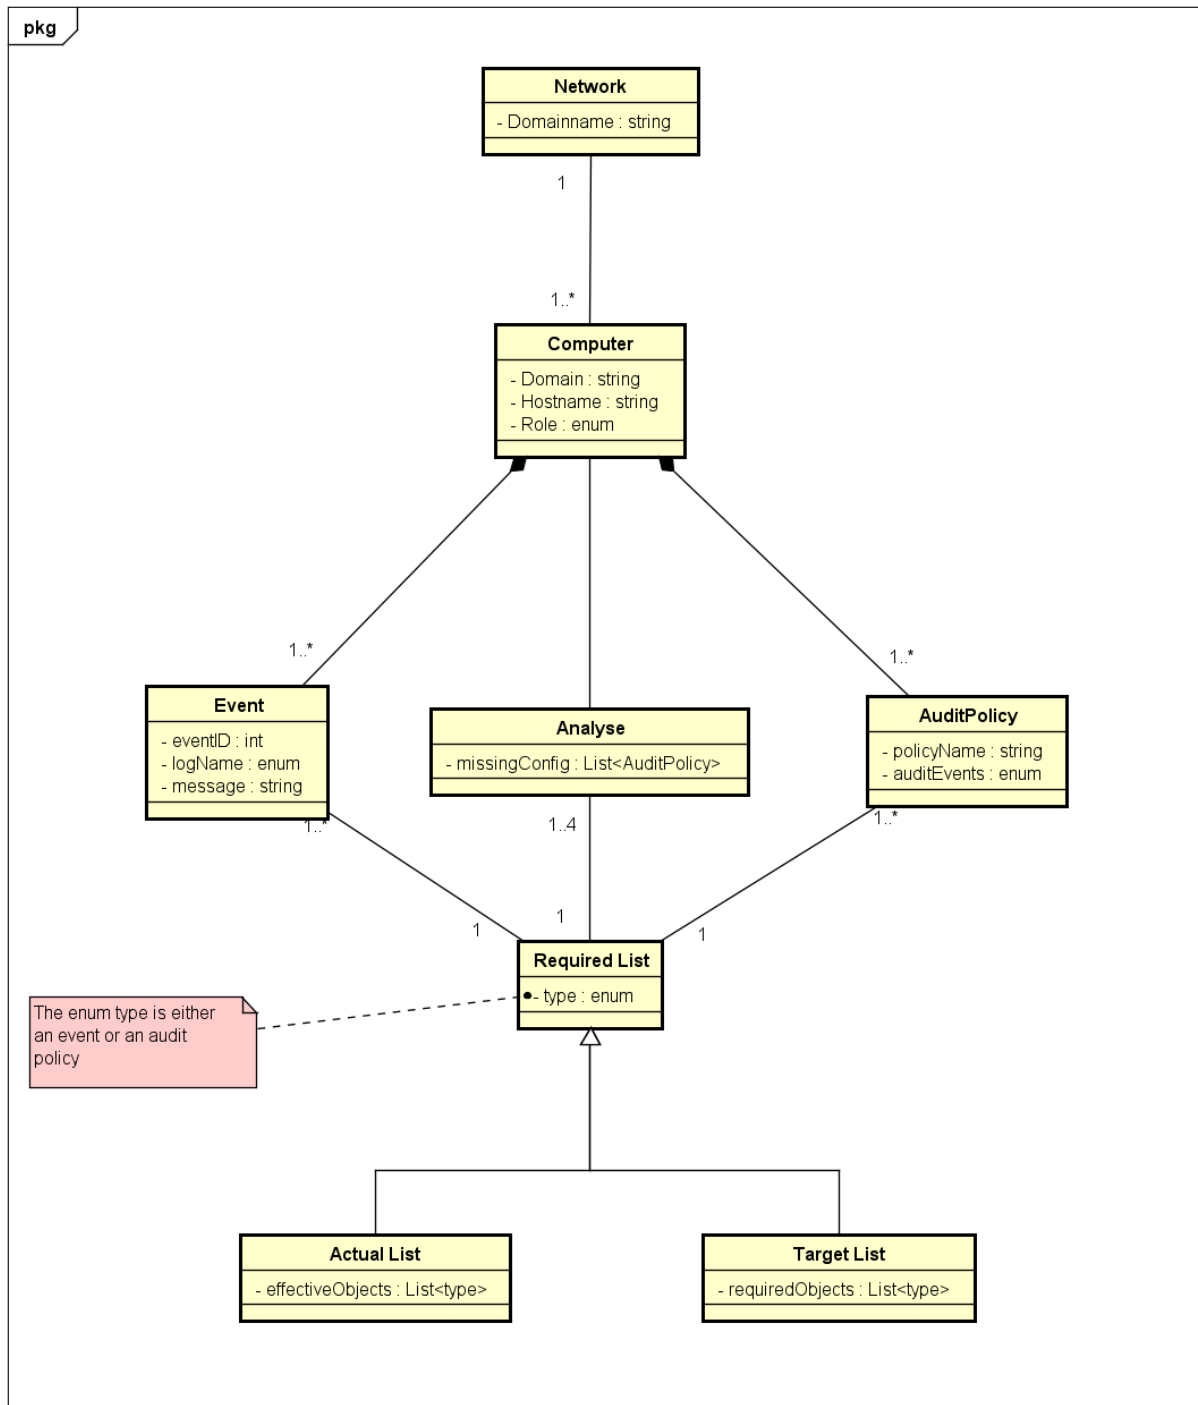 pkg
Network
- Domainname : string
1
1..*
Computer
- Domain : string
- Hostname : string
- Role : enum
1..*
1..*
Event
- eventID : int
- logName : enum
- message : string
Analyse
- missingConfig : List<AuditPolicy>
AuditPolicy
- policyName : string
- auditEvents : enum
1..*
1..4
1..*
1
1
1
Required List
- type : enum
The enum type is either
an event or an audit
policy
Actual List
- effectiveObjects : List<type>
Target List
- requiredObjects : List<type>